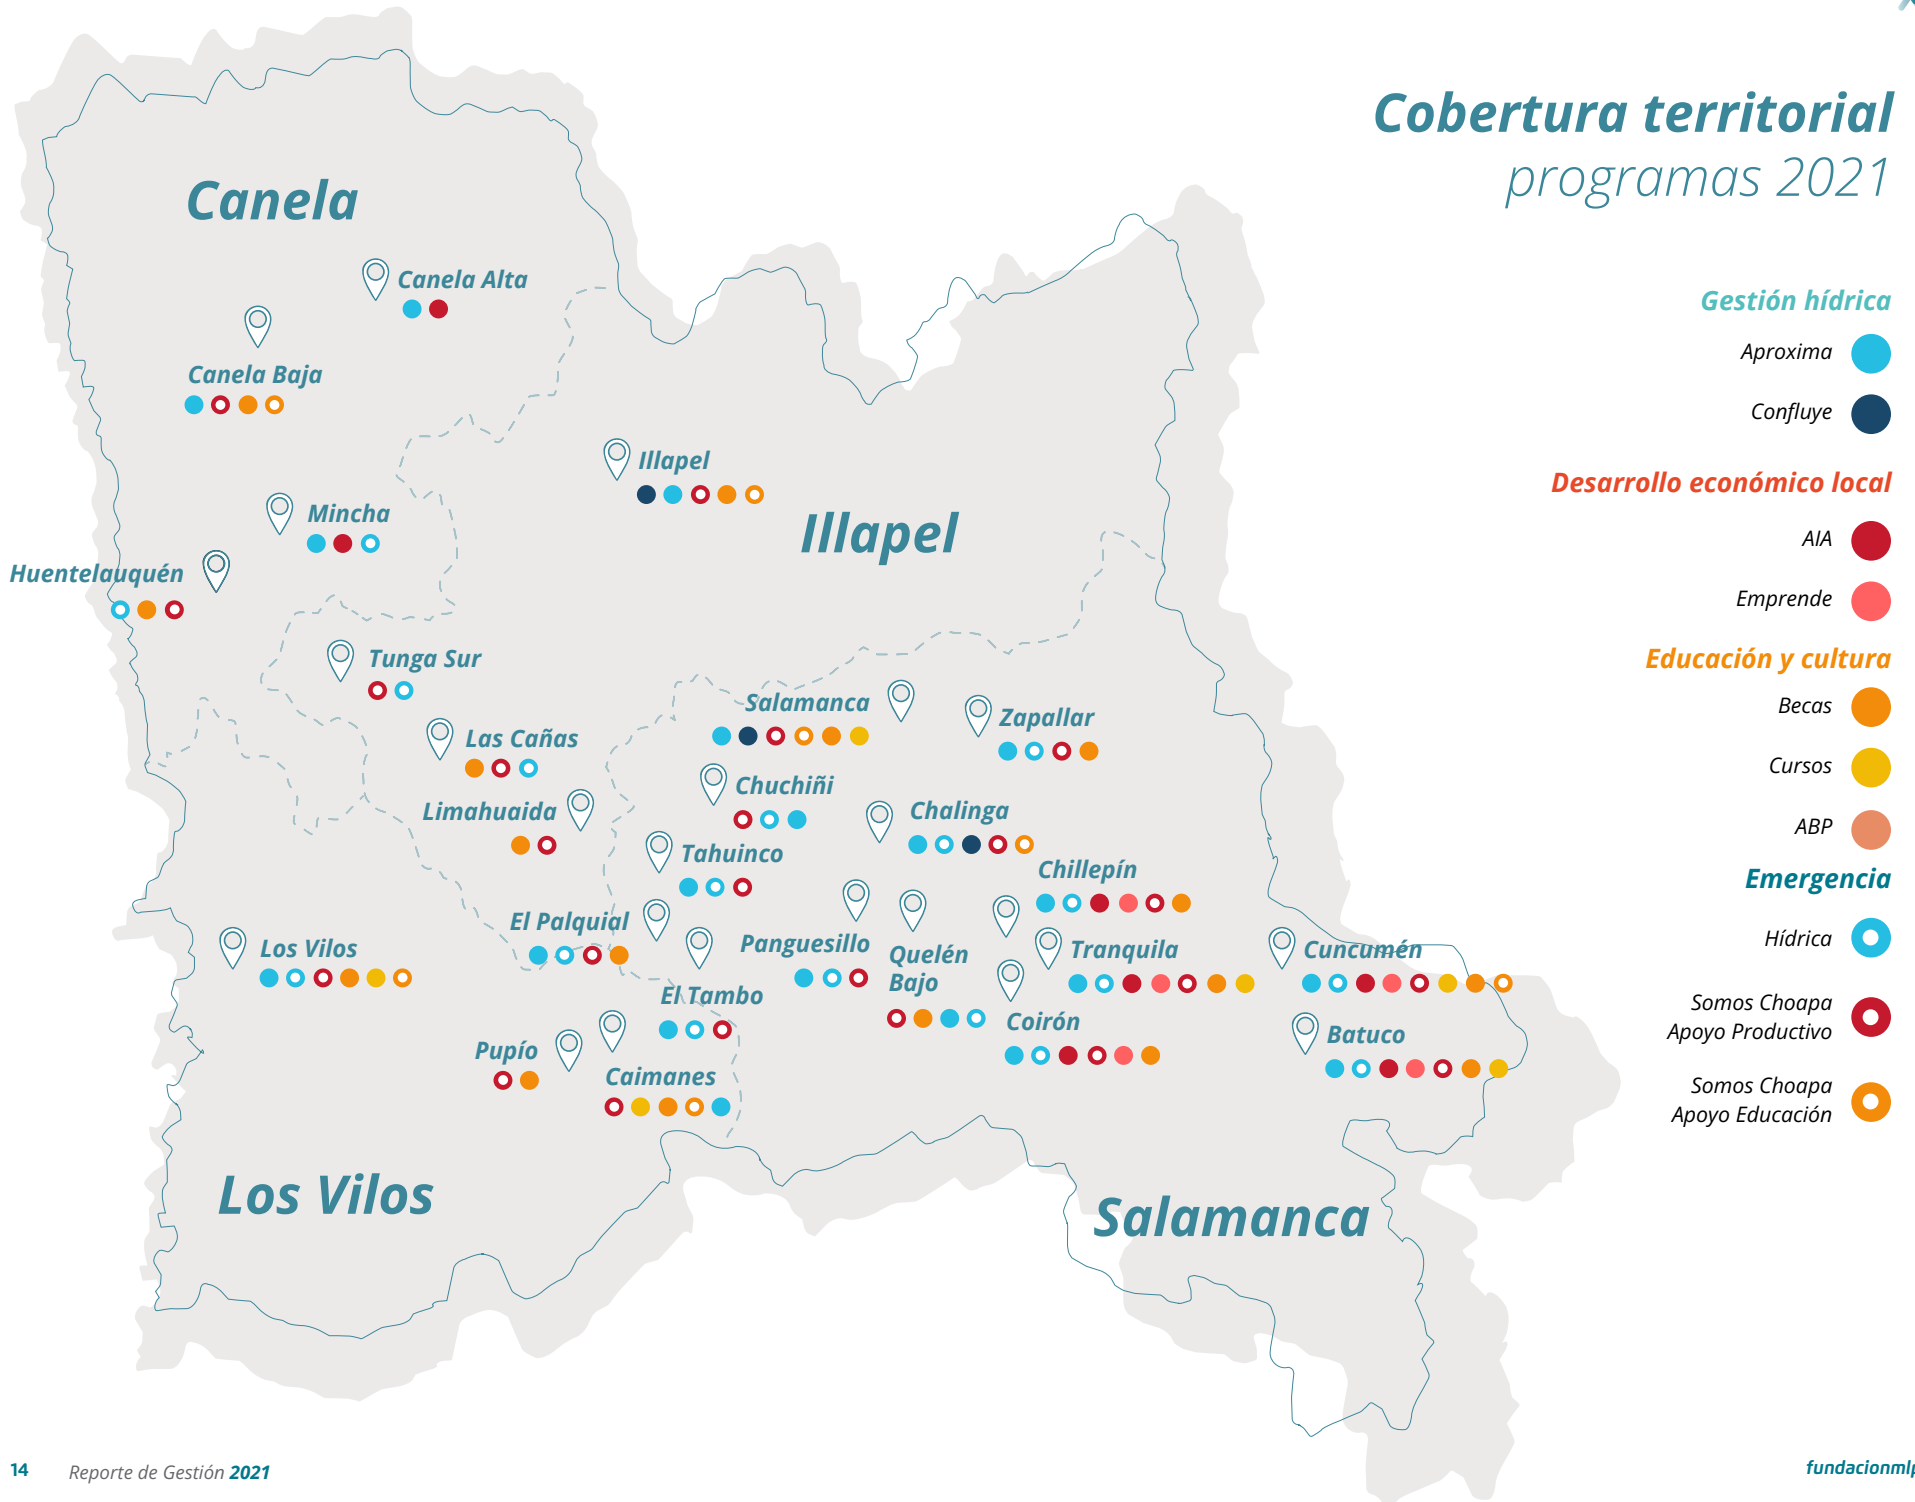 Cobertura territorial
programas 2021
Canela
Canela Alta
Canela Baja
Illapel
Illapel
Mincha
Huentelauquén
Tunga Sur
Las Cañas
Limahuaida
Salamanca
Zapallar
Chuchiñi
Chalinga
Tahuinco
Chillepín
El Palquial
Panguesillo
Quelén
Bajo
Tranquila
Cuncumén
Los Vilos
El Tambo
Coirón
Batuco
Pupío
Caimanes
Los Vilos
Salamanca
Gestión hídrica
Aproxima
Confluye
Desarrollo económico local
AIA
Emprende
Educación y cultura
Becas
Cursos
ABP
Emergencia
Hídrica
Somos Choapa
Apoyo Productivo
Somos Choapa
Apoyo Educación
14 Reporte de Gestión 2021
fundacionmlp